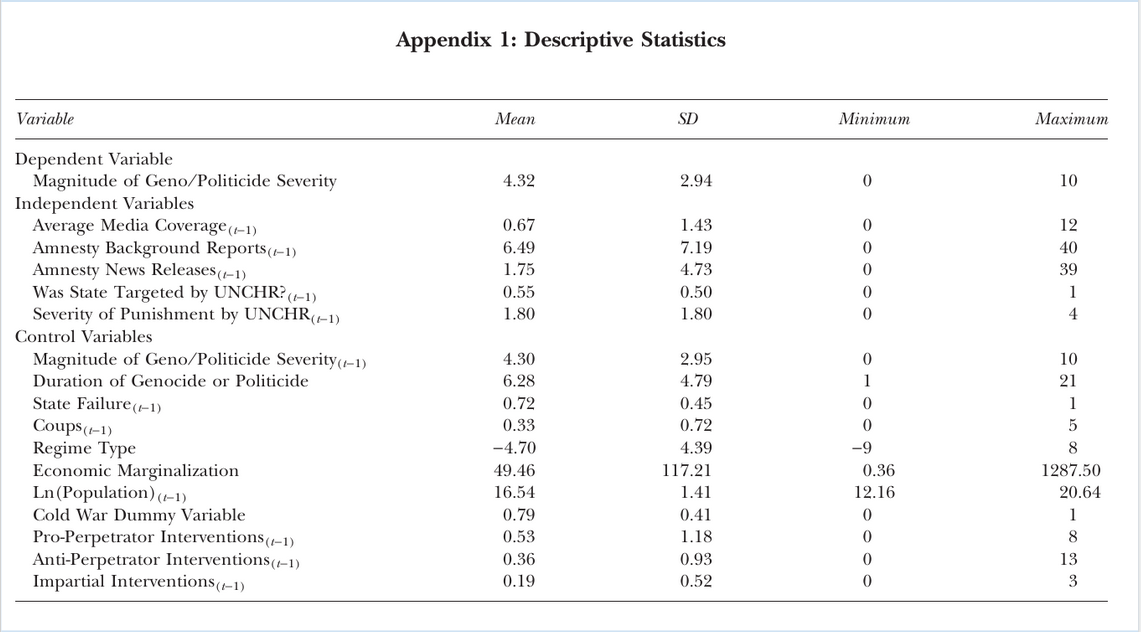 Appendix 1: Descriptive Statistics
Variable Mean SD Minimum Maximum
Dependent Variable
Magnitude of Geno/Politicide Severity 4.32 2.94 0 10
Independent Variables
Average Media Coverage(t–1) 0.67 1.43 0 12
Amnesty Background Reports(t–1) 6.49 7.19 0 40
Amnesty News Releases(t–1) 1.75 4.73 0 39
Was State Targeted by UNCHR?(t–1) 0.55 0.50 0 1
Severity of Punishment by UNCHR(t–1) 1.80 1.80 0 4
Control Variables
Magnitude of Geno/Politicide Severity(t–1) 4.30 2.95 0 10
Duration of Genocide or Politicide 6.28 4.79 1 21
State Failure(t–1) 0.72 0.45 0 1
Coups(t–1) 0.33 0.72 0 5
Regime Type −4.70 4.39 −9 8
Economic Marginalization 49.46 117.21 0.36 1287.50
Ln(Population)(t–1) 16.54 1.41 12.16 20.64
Cold War Dummy Variable 0.79 0.41 0 1
Pro-Perpetrator Interventions(t–1) 0.53 1.18 0 8
Anti-Perpetrator Interventions(t–1) 0.36 0.93 0 13
Impartial Interventions(t–1) 0.19 0.52 0 3